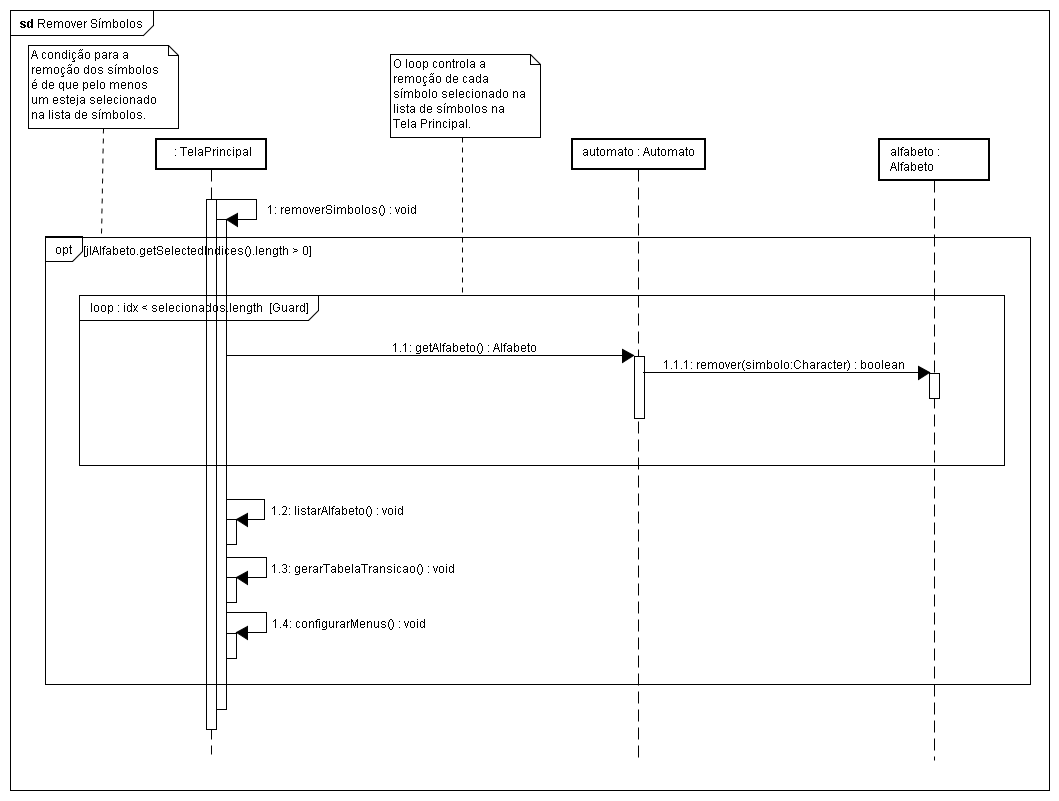 sd Remover Símbolos
A condição para a
remoção dos símbolos
é de que pelo menos
um esteja selecionado
na lista de símbolos.
O loop controla a
remoção de cada
símbolo selecionado na
lista de símbolos na
Tela Principal.
: TelaPrincipal
automato : Automato
alfabeto :
Alfabeto
1: removerSimbolos() : void
opt [jlAlfabeto.getSelectedIndices().length > 0]
loop : idx < selecionados.length [Guard]
1.1: getAlfabeto() : Alfabeto
1.1.1: remover(simbolo:Character) : boolean
1.2: listarAlfabeto() : void
1.3: gerarTabelaTransicao() : void
1.4: configurarMenus() : void